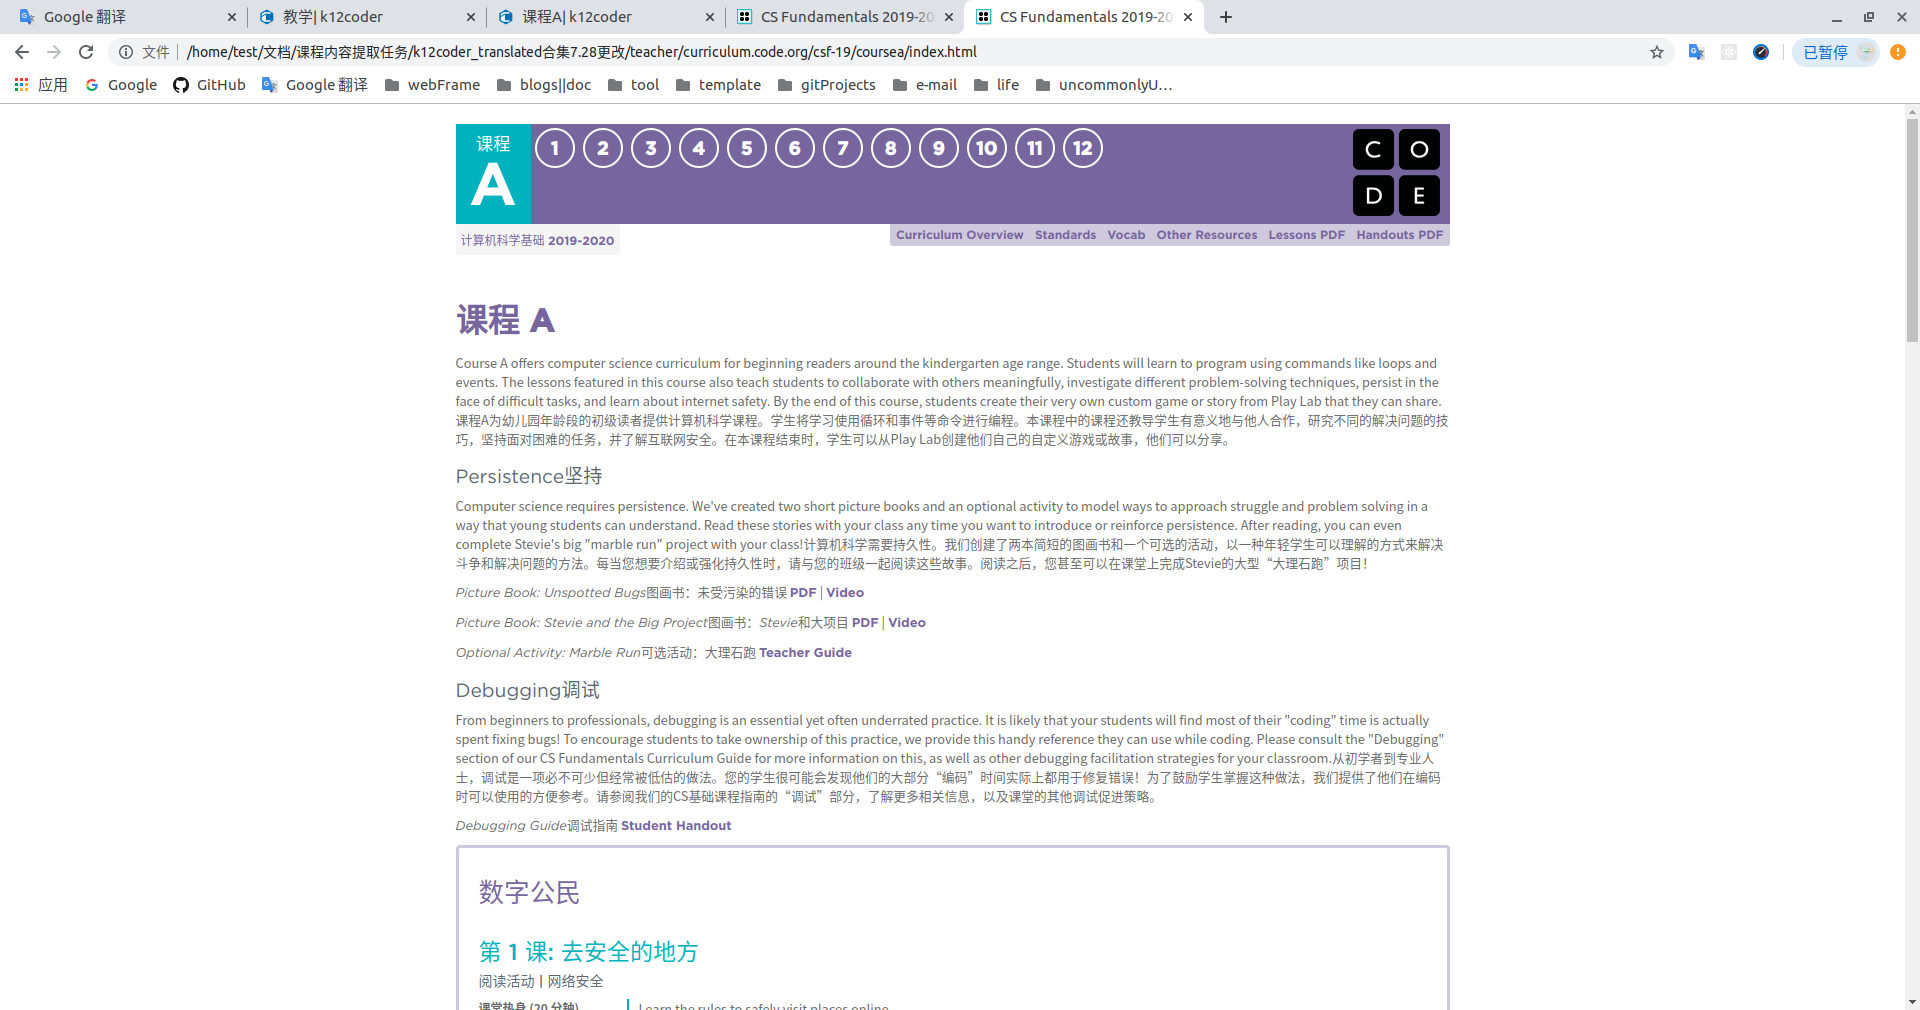 Google 翻译
教学| k12coder
课程A| k12coder
CS Fundamentals 2019-20
CS Fundamentals 2019-20
文件 | /home/test/文档/课程内容提取任务/k12coder_translated合集7.28更改/teacher/curriculum.code.org/csf-19/coursea/index.html
已暂停
应用 Google GitHub Google 翻译 webFrame blogs||doc tool template gitProjects e-mail life uncommonlyU...
课程
A
1 2 3 4 5 6 7 8 9 10 11 12
C O
D E
计算机科学基础 2019-2020
Curriculum Overview Standards Vocab Other Resources Lessons PDF Handouts PDF
课程 A
Course A offers computer science curriculum for beginning readers around the kindergarten age range. Students will learn to program using commands like loops and
events. The lessons featured in this course also teach students to collaborate with others meaningfully, investigate different problem-solving techniques, persist in the
face of difficult tasks, and learn about internet safety. By the end of this course, students create their very own custom game or story from Play Lab that they can share.
课程A为幼儿园年龄段的初级读者提供计算机科学课程。学生将学习使用循环和事件等命令进行编程。本课程中的课程还教导学生有意义地与他人合作，研究不同的解决问题的技
巧，坚持面对困难的任务，并了解互联网安全。在本课程结束时，学生可以从Play Lab创建他们自己的自定义游戏或故事，他们可以分享。
Persistence坚持
Computer science requires persistence. We've created two short picture books and an optional activity to model ways to approach struggle and problem solving in a
way that young students can understand. Read these stories with your class any time you want to introduce or reinforce persistence. After reading, you can even
complete Stevie's big "marble run" project with your class!计算机科学需要持久性。我们创建了两本简短的图画书和一个可选的活动，以一种年轻学生可以理解的方式来解决
斗争和解决问题的方法。每当您想要介绍或强化持久性时，请与您的班级一起阅读这些故事。阅读之后，您甚至可以在课堂上完成Stevie的大型“大理石跑”项目！
Picture Book: Unspotted Bugs图画书：未受污染的错误 PDF | Video
Picture Book: Stevie and the Big Project图画书：Stevie和大项目 PDF | Video
Optional Activity: Marble Run可选活动：大理石跑 Teacher Guide
Debugging调试
From beginners to professionals, debugging is an essential yet often underrated practice. It is likely that your students will find most of their "coding" time is actually
spent fixing bugs! To encourage students to take ownership of this practice, we provide this handy reference they can use while coding. Please consult the "Debugging"
section of our CS Fundamentals Curriculum Guide for more information on this, as well as other debugging facilitation strategies for your classroom.从初学者到专业人
士，调试是一项必不可少但经常被低估的做法。您的学生很可能会发现他们的大部分“编码”时间实际上都用于修复错误！为了鼓励学生掌握这种做法，我们提供了他们在编码
时可以使用的方便参考。请参阅我们的CS基础课程指南的“调试”部分，了解更多相关信息，以及课堂的其他调试促进策略。
Debugging Guide调试指南 Student Handout
数字公民
第 1 课: 去安全的地方
阅读活动 | 网络安全
课堂热身 (20 分钟)
Learn the rules to safely visit places online